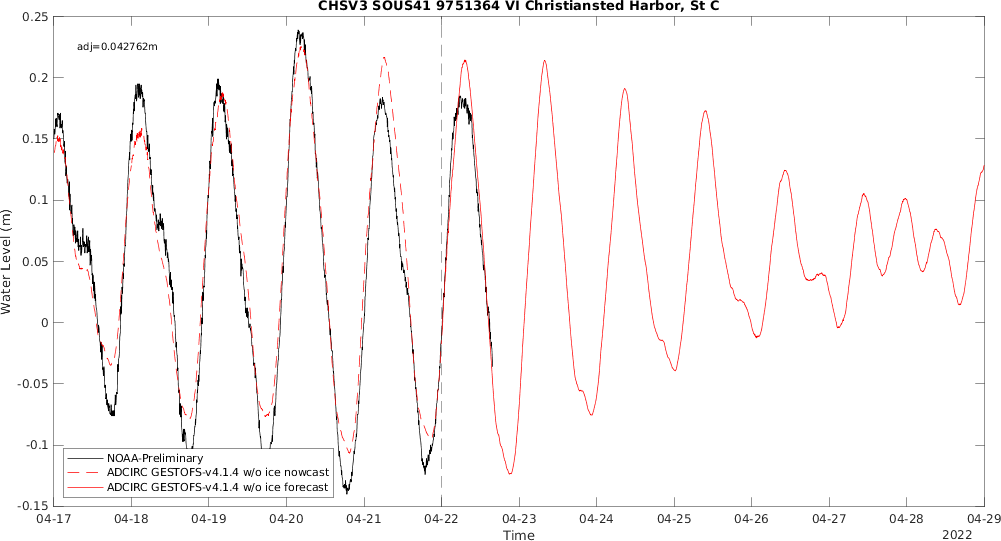 CHSV3 SOUS41 9751364 VI Christiansted Harbor, St C
adj=0.042762m
0.25
0.2
0.15
0.1
0.05
0
-0.05
-0.1
-0.15
Water Level (m)
NOAA-Preliminary
ADCIRC GESTOFS-v4.1.4 w/o ice nowcast
ADCIRC GESTOFS-v4.1.4 w/o ice forecast
04-17 04-18 04-19 04-20 04-21 04-22 04-23 04-24 04-25 04-26 04-27 04-28 04-29
Time
2022